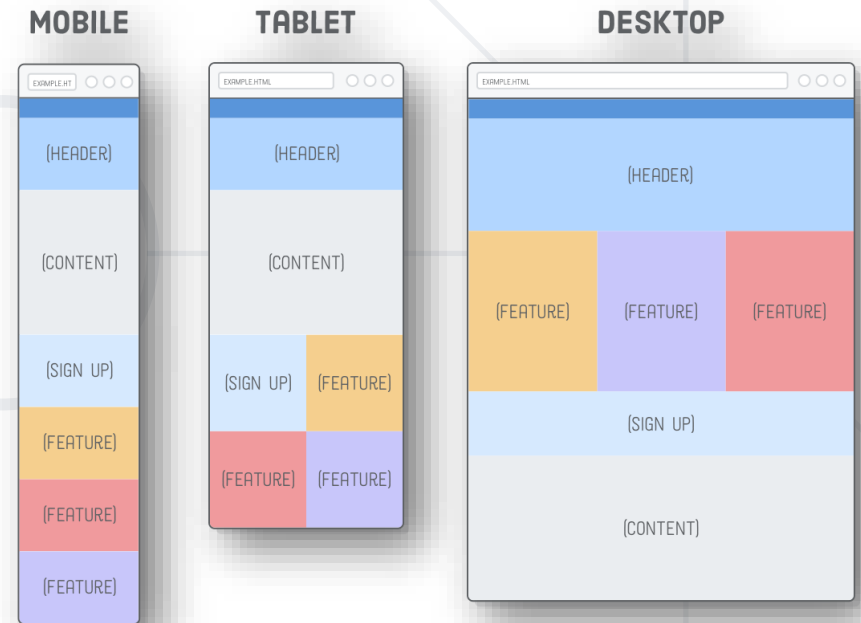 MOBILE
EXAMPLE.HT
(HEADER)
(CONTENT)
(SIGN UP)
(FEATURE)
(FEATURE)
(FEATURE)
TABLET
EXAMPLE.HTML
(HEADER)
(CONTENT)
(SIGN UP) (FEATURE)
(FEATURE) (FEATURE)
DESKTOP
EXAMPLE.HTML
(HEADER)
(FEATURE) (FEATURE) (FEATURE)
(SIGN UP)
(CONTENT)